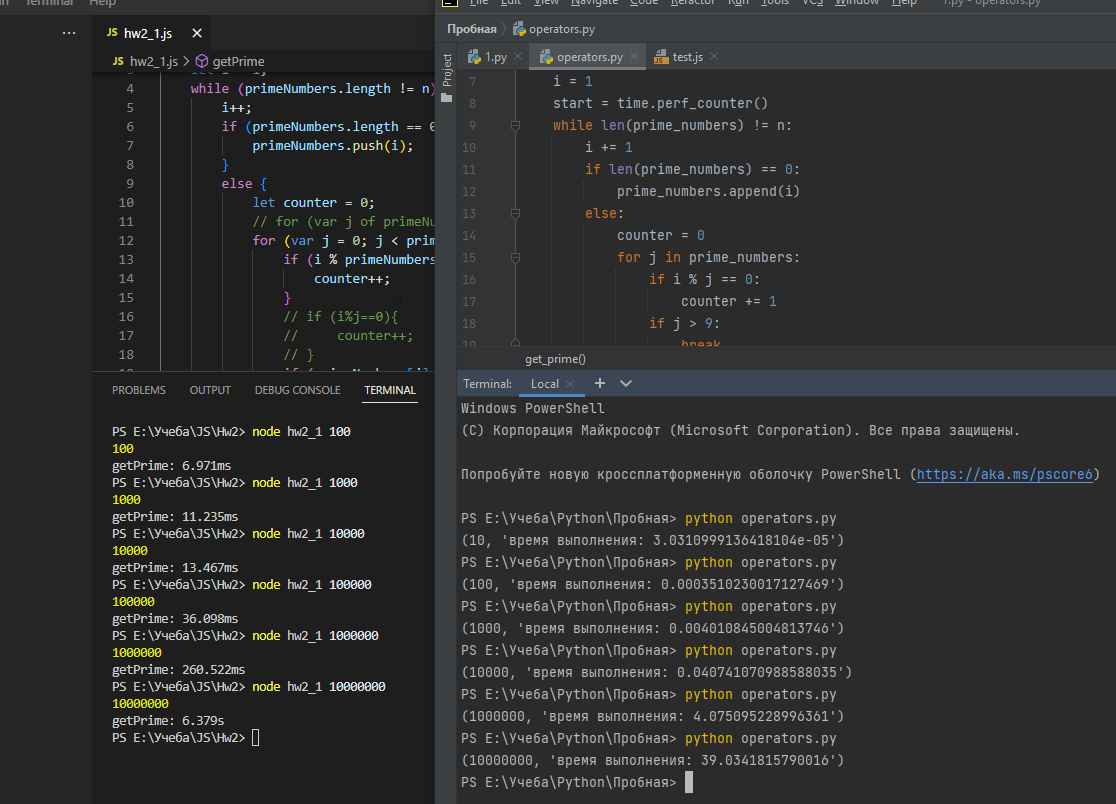 Terminal Help
JS hw2_1.js ×
JS hw2_1.js > getPrime
4 while (primeNumbers.length != n)
5 i++;
6 if (primeNumbers.length == 0
7 primeNumbers.push(i);
8 }
9 else {
10 let counter = 0;
11 // for (var j of primeNu
12 for (var j = 0; j < prim
13 if (i % primeNumbers
14 counter++;
15 }
16 // if (i%j==0){
17 // counter++;
18 // }
PROBLEMS OUTPUT DEBUG CONSOLE TERMINAL
PS E:\Учеба\JS\Hw2> node hw2_1 100
100
getPrime: 6.971ms
PS E:\Учеба\JS\Hw2> node hw2_1 1000
1000
getPrime: 11.235ms
PS E:\Учеба\JS\Hw2> node hw2_1 10000
10000
getPrime: 13.467ms
PS E:\Учеба\JS\Hw2> node hw2_1 100000
100000
getPrime: 36.098ms
PS E:\Учеба\JS\Hw2> node hw2_1 1000000
1000000
getPrime: 260.522ms
PS E:\Учеба\JS\Hw2> node hw2_1 10000000
10000000
getPrime: 6.379s
PS E:\Учеба\JS\Hw2>
File Edit View Navigate Code Refactor Run Tools VCS Window Help 1.py - operators.py
Пробная > operators.py
Project
1.py × operators.py × test.js ×
7 i = 1
8 start = time.perf_counter()
9 while len(prime_numbers) != n:
10 i += 1
11 if len(prime_numbers) == 0:
12 prime_numbers.append(i)
13 else:
14 counter = 0
15 for j in prime_numbers:
16 if i % j == 0:
17 counter += 1
18 if j > 9:
19 break
get_prime()
Terminal: Local × +
Windows PowerShell
(C) Корпорация Майкрософт (Microsoft Corporation). Все права защищены.
Попробуйте новую кроссплатформенную оболочку PowerShell (https://aka.ms/pscore6)
PS E:\Учеба\Python\Пробная> python operators.py
(10, 'время выполнения: 3.0310999136418104e-05')
PS E:\Учеба\Python\Пробная> python operators.py
(100, 'время выполнения: 0.0003510230017127469')
PS E:\Учеба\Python\Пробная> python operators.py
(1000, 'время выполнения: 0.004010845004813746')
PS E:\Учеба\Python\Пробная> python operators.py
(10000, 'время выполнения: 0.040741070988588035')
PS E:\Учеба\Python\Пробная> python operators.py
(1000000, 'время выполнения: 4.075095228996361')
PS E:\Учеба\Python\Пробная> python operators.py
(10000000, 'время выполнения: 39.0341815790016')
PS E:\Учеба\Python\Пробная>